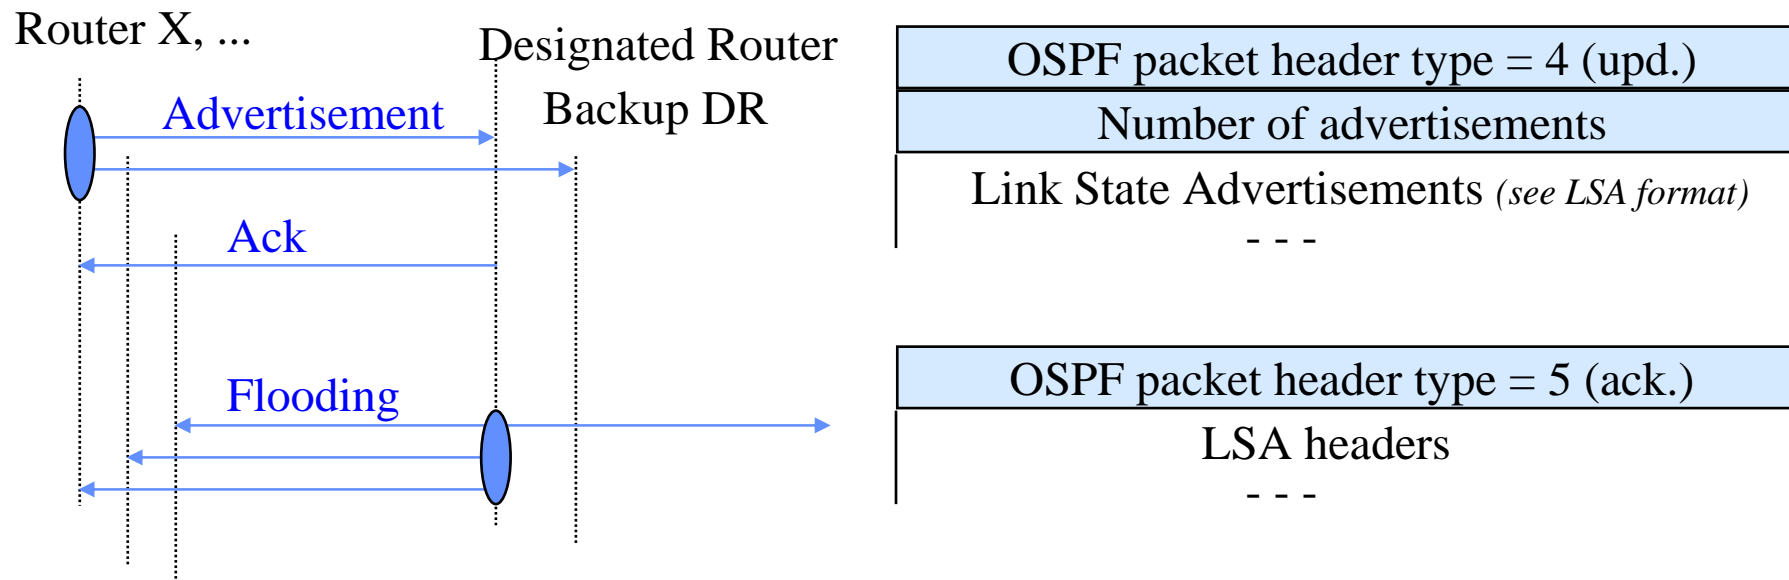 Router X, ...
Designated Router
Backup DR
Advertisement
Ack
Flooding
OSPF packet header type = 4 (upd.)
Number of advertisements
Link State Advertisements (see LSA format)
- - -
OSPF packet header type = 5 (ack.)
LSA headers
- - -